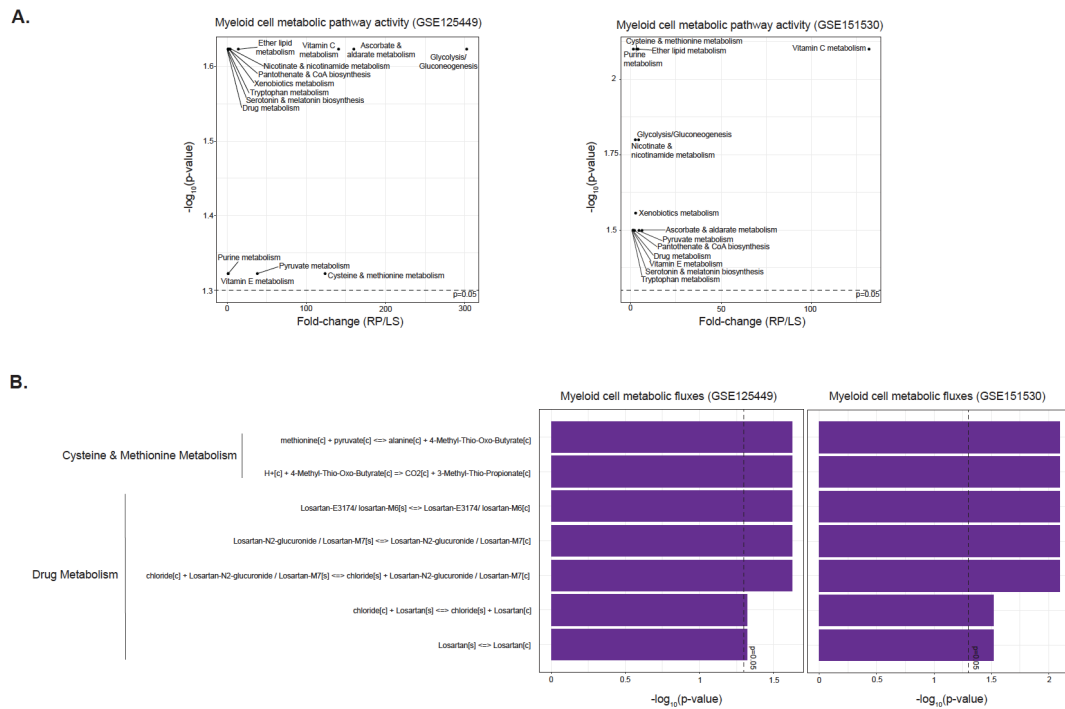 A.
Myeloid cell metabolic pathway activity (GSE125449)
Ether lipid
metabolism
Vitamin C
metabolism
Ascorbate &
aldarate metabolism
Glycolysis/
Gluconeogenesis
Nicotinate & nicotinamide metabolism
Pantothenate & CoA biosynthesis
Xenobiotics metabolism
Tryptophan metabolism
Serotonin & melatonin biosynthesis
Drug metabolism
Purine metabolism
Pyruvate metabolism
Vitamin E metabolism
Cysteine & methionine metabolism
p=0.05
1.6
1.5
1.4
1.3
-log10(p-value)
0 100 200 300
Fold-change (RP/LS)
Myeloid cell metabolic pathway activity (GSE151530)
Cysteine & methionine metabolism
Ether lipid metabolism
Purine
metabolism
Vitamin C metabolism
Glycolysis/Gluconeogenesis
Nicotinate &
nicotinamide metabolism
Xenobiotics metabolism
Ascorbate & aldarate metabolism
Pyruvate metabolism
Pantothenate & CoA biosynthesis
Drug metabolism
Vitamin E metabolism
Serotonin & melatonin biosynthesis
Tryptophan metabolism
p=0.05
2
1.75
1.5
-log10(p-value)
0 50 100
Fold-change (RP/LS)
B.
Myeloid cell metabolic fluxes (GSE125449)
Myeloid cell metabolic fluxes (GSE151530)
Cysteine & Methionine Metabolism
methionine[c] + pyruvate[c] <=> alanine[c] + 4-Methyl-Thio-Oxo-Butyrate[c]
H+[c] + 4-Methyl-Thio-Oxo-Butyrate[c] => CO2[c] + 3-Methyl-Thio-Propionate[c]
Drug Metabolism
Losartan-E3174/ losartan-M6[s] <=> Losartan-E3174/ losartan-M6[c]
Losartan-N2-glucuronide / Losartan-M7[s] <=> Losartan-N2-glucuronide / Losartan-M7[c]
chloride[c] + Losartan-N2-glucuronide / Losartan-M7[s] <=> chloride[s] + Losartan-N2-glucuronide / Losartan-M7[c]
chloride[c] + Losartan[s] <=> chloride[s] + Losartan[c]
Losartan[s] <=> Losartan[c]
p=0.05
p=0.05
0 0.5 1 1.5
0 0.5 1 1.5 2
-log10(p-value)
-log10(p-value)